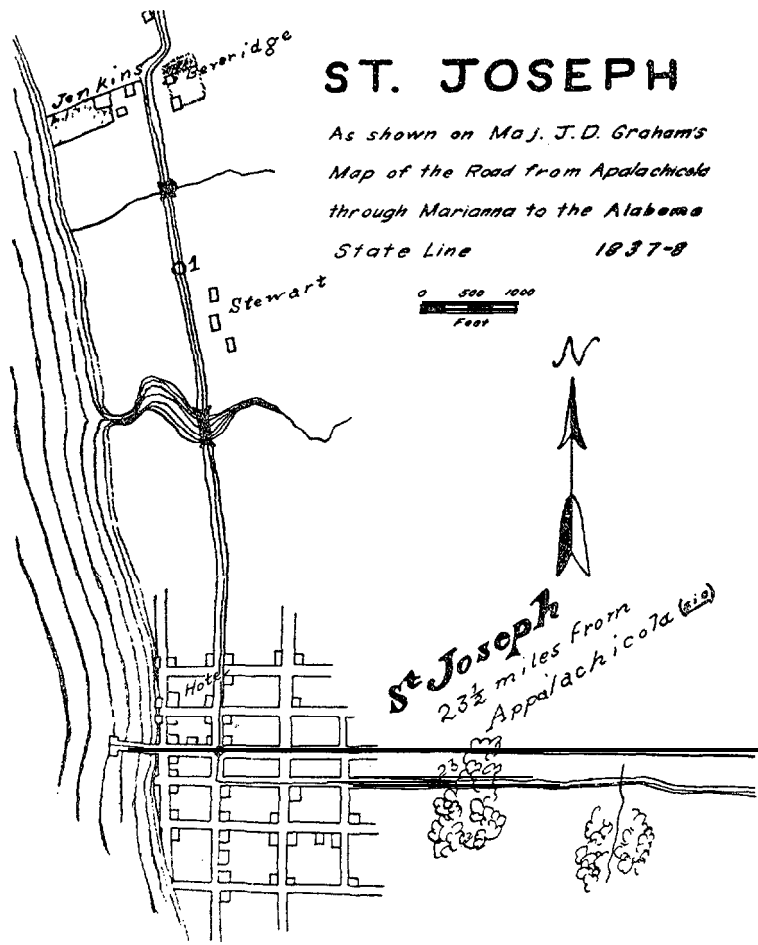 ST. JOSEPH
As shown on Maj. J.D. Graham's
Map of the Road from Apalachicola
through Marianna to the Alabama
State Line 1837-8
0 500 1000
Feet
N
Beveridge
Jenkins
1
Stewart
St Joseph
23½ miles from
Appalachicola (sic)
Hotel
23